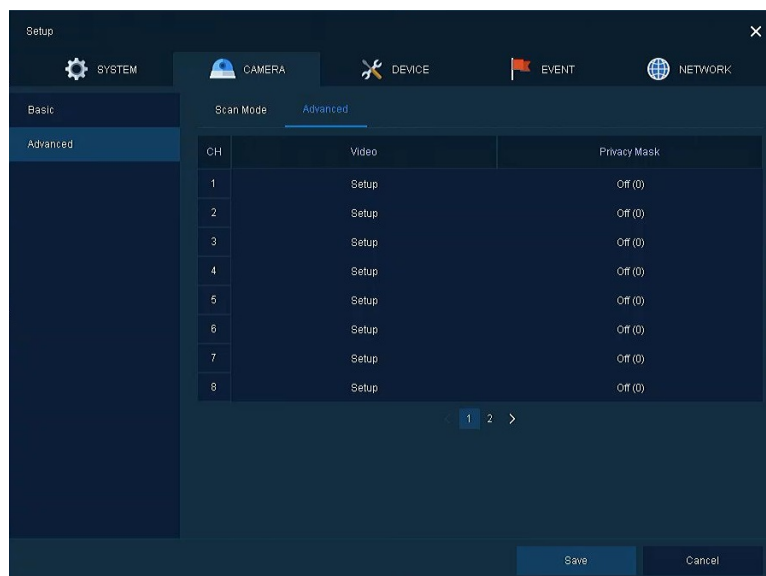 Setup
SYSTEM CAMERA DEVICE EVENT NETWORK
Basic
Advanced
Scan Mode Advanced
CH Video Privacy Mask
1 Setup Off (0)
2 Setup Off (0)
3 Setup Off (0)
4 Setup Off (0)
5 Setup Off (0)
6 Setup Off (0)
7 Setup Off (0)
8 Setup Off (0)
< 1 2 >
Save Cancel